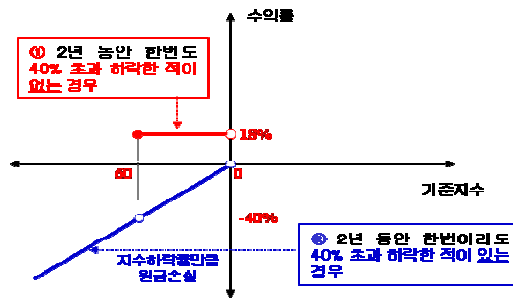 수익률
① 2년 동안 한번도
40% 초과 하락한 적이
없는 경우
18%
60
0
기준지수
-40%
지수하락률만큼
원금손실
② 2년 동안 한번이라도
40% 초과 하락한 적이 있는
경우